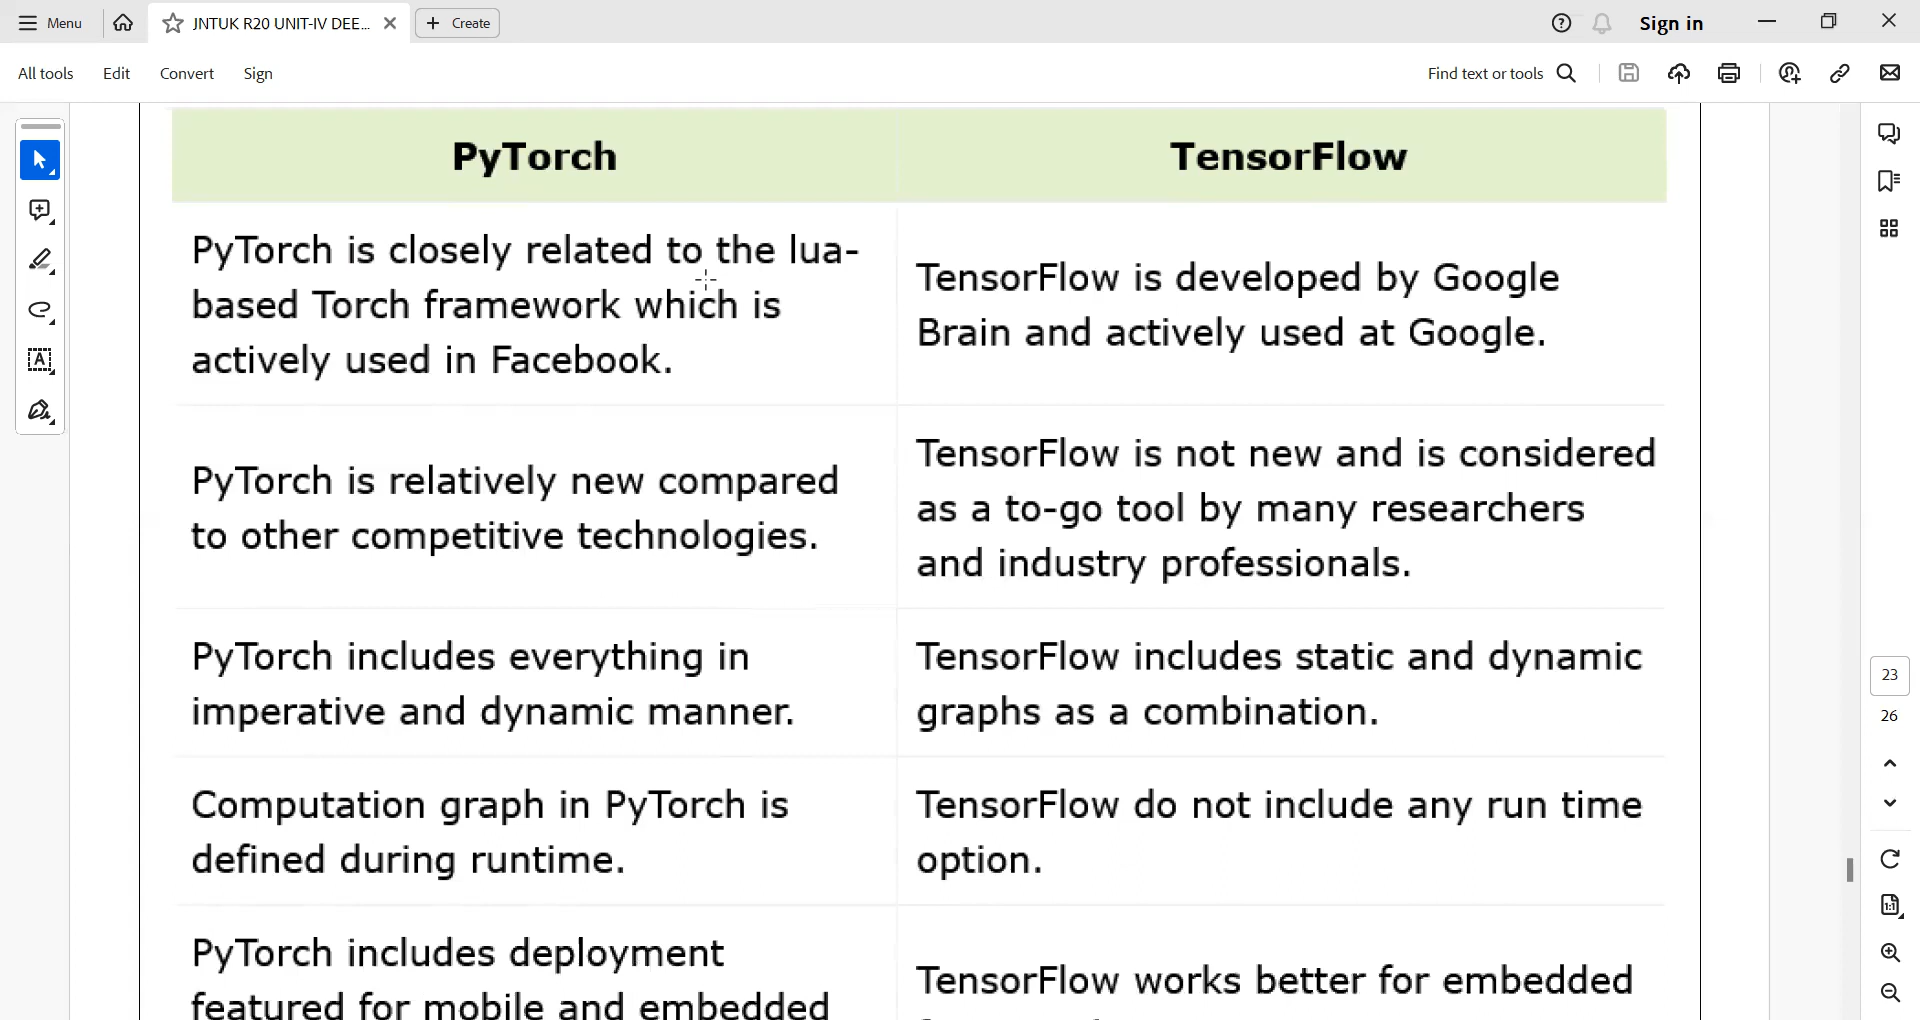 Menu
JNTUK R20 UNIT-IV DEE...
Create
Sign in
All tools
Edit
Convert
Sign
Find text or tools
PyTorch
TensorFlow
PyTorch is closely related to the lua-
based Torch framework which is
actively used in Facebook.
TensorFlow is developed by Google
Brain and actively used at Google.
PyTorch is relatively new compared
to other competitive technologies.
TensorFlow is not new and is considered
as a to-go tool by many researchers
and industry professionals.
PyTorch includes everything in
imperative and dynamic manner.
TensorFlow includes static and dynamic
graphs as a combination.
Computation graph in PyTorch is
defined during runtime.
TensorFlow do not include any run time
option.
PyTorch includes deployment
featured for mobile and embedded
TensorFlow works better for embedded
23
26